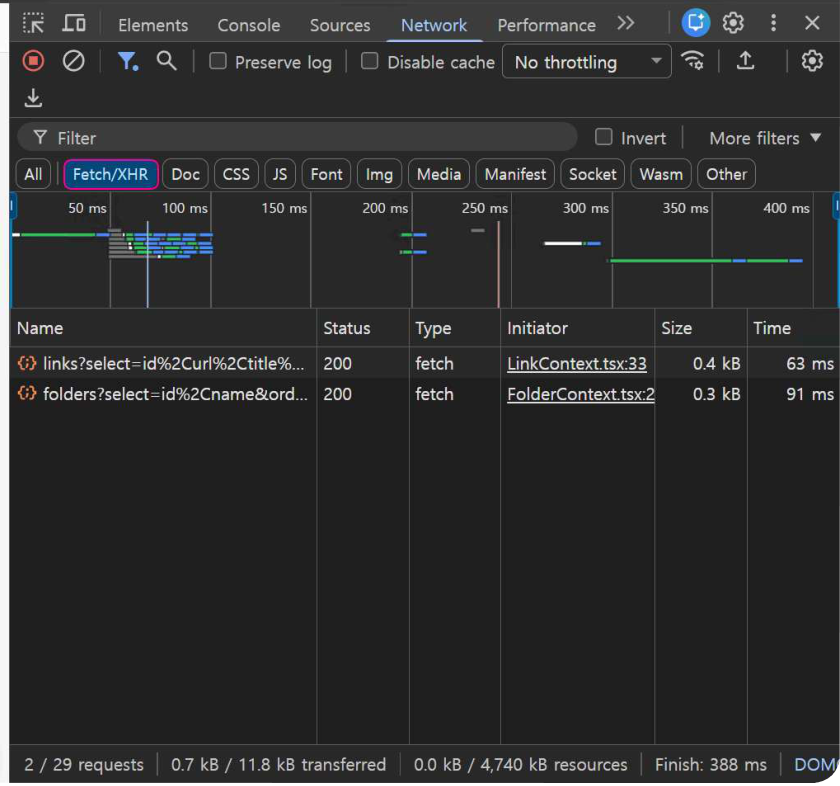 Elements Console Sources Network Performance
Preserve log Disable cache No throttling
Filter Invert More filters
All Fetch/XHR Doc CSS JS Font Img Media Manifest Socket Wasm Other
50 ms 100 ms 150 ms 200 ms 250 ms 300 ms 350 ms 400 ms
Name Status Type Initiator Size Time
links?select=id%2Curl%2Ctitle%... 200 fetch LinkContext.tsx:33 0.4 kB 63 ms
folders?select=id%2Cname&ord... 200 fetch FolderContext.tsx:2 0.3 kB 91 ms
2 / 29 requests 0.7 kB / 11.8 kB transferred 0.0 kB / 4,740 kB resources Finish: 388 ms DOM